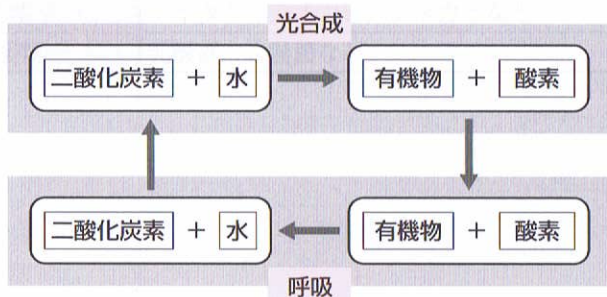 光合成
二酸化炭素 + 水 → 有機物 + 酸素
二酸化炭素 + 水 ← 有機物 + 酸素
呼吸